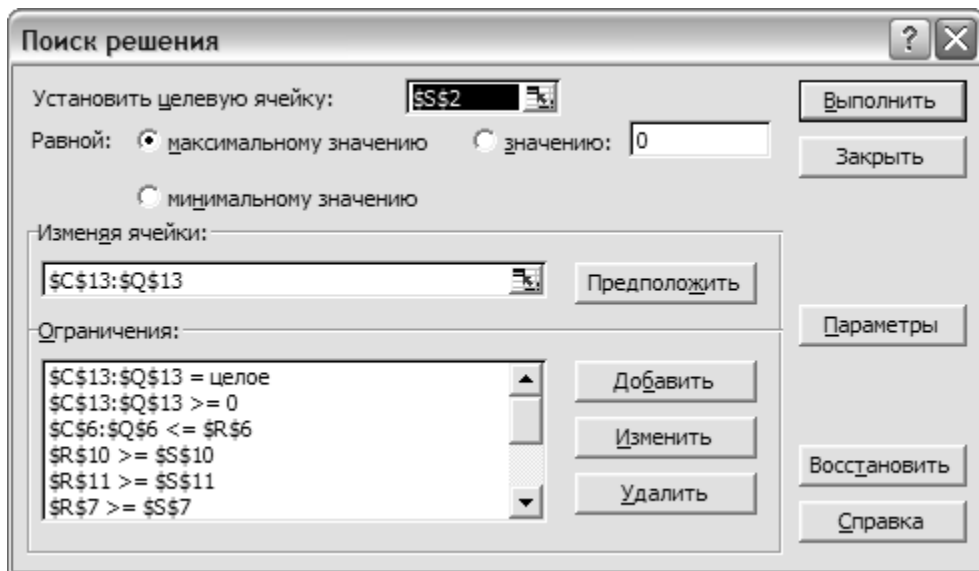 Поиск решения
Установить целевую ячейку: $S$2
Выполнить
Равной: максимальному значению значению: 0
Закрыть
минимальному значению
Изменяя ячейки:
$C$13:$Q$13
Предположить
Ограничения:
Параметры
$C$13:$Q$13 = целое
Добавить
$C$13:$Q$13 >= 0
$C$6:$Q$6 <= $R$6
Изменить
$R$10 >= $S$10
Восстановить
$R$11 >= $S$11
Удалить
$R$7 >= $S$7
Справка